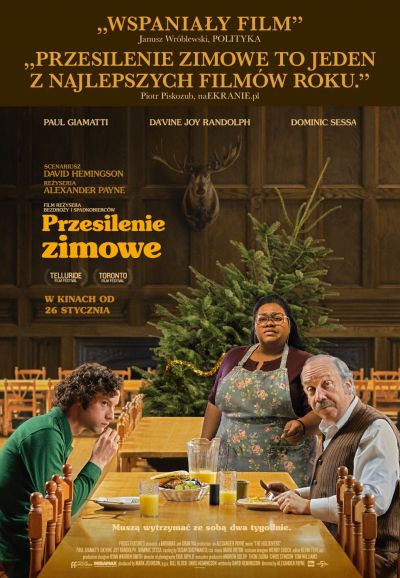 „WSPANIAŁY FILM”
Janusz Wróblewski, POLITYKA
„PRZESILENIE ZIMOWE TO JEDEN
Z NAJLEPSZYCH FILMÓW ROKU.”
Piotr Piskozub, naEKRANIE.pl
PAUL GIAMATTI DA'VINE JOY RANDOLPH DOMINIC SESSA
SCENARIUSZ
DAVID HEMINGSON
REŻYSERIA
ALEXANDER PAYNE
FILM REŻYSERA
BEZDROŻY I SPADKOBIERCÓW
Przesilenie
zimowe
TELLURIDE TORONTO
FILM FESTIVAL FILM FESTIVAL
W KINACH OD
26 STYCZNIA
Muszą wytrzymać ze sobą dwa tygodnie.
MIRAMAX